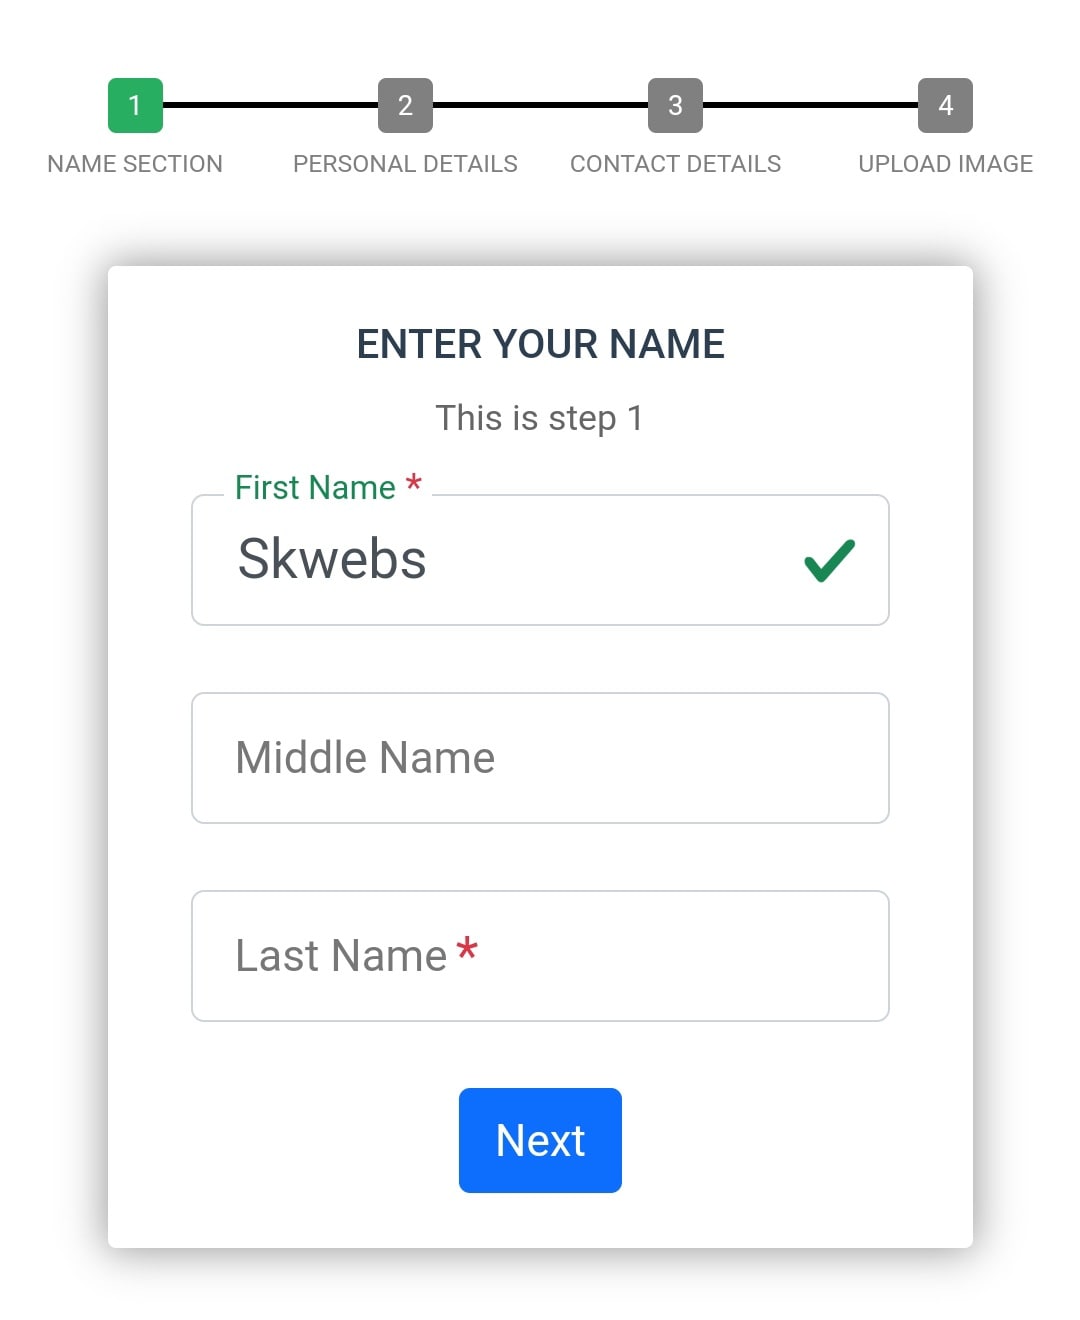 1 2 3 4
NAME SECTION PERSONAL DETAILS CONTACT DETAILS UPLOAD IMAGE
ENTER YOUR NAME
This is step 1
First Name *
Skwebs
Middle Name
Last Name *
Next